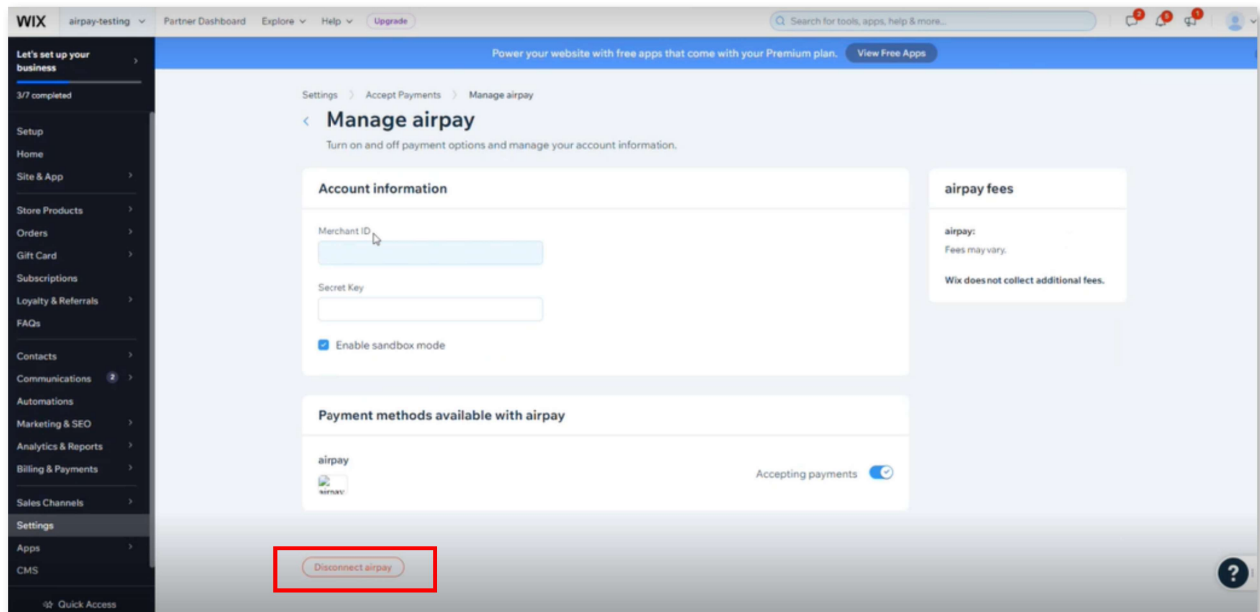 WIX airpay-testing Partner Dashboard Explore Help Upgrade Search for tools, apps, help & more... 2 6 1
Let's set up your
business
3/7 completed
Setup
Home
Site & App
Store Products
Orders
Gift Card
Subscriptions
Loyalty & Referrals
FAQs
Contacts
Communications 2
Automations
Marketing & SEO
Analytics & Reports
Billing & Payments
Sales Channels
Settings
Apps
CMS
Quick Access
Power your website with free apps that come with your Premium plan. View Free Apps
Settings Accept Payments Manage airpay
Manage airpay
Turn on and off payment options and manage your account information.
Account information
Merchant ID
Secret Key
Enable sandbox mode
Payment methods available with airpay
airpay
airpay
Accepting payments
Disconnect airpay
airpay fees
airpay:
Fees may vary.
Wix does not collect additional fees.
?